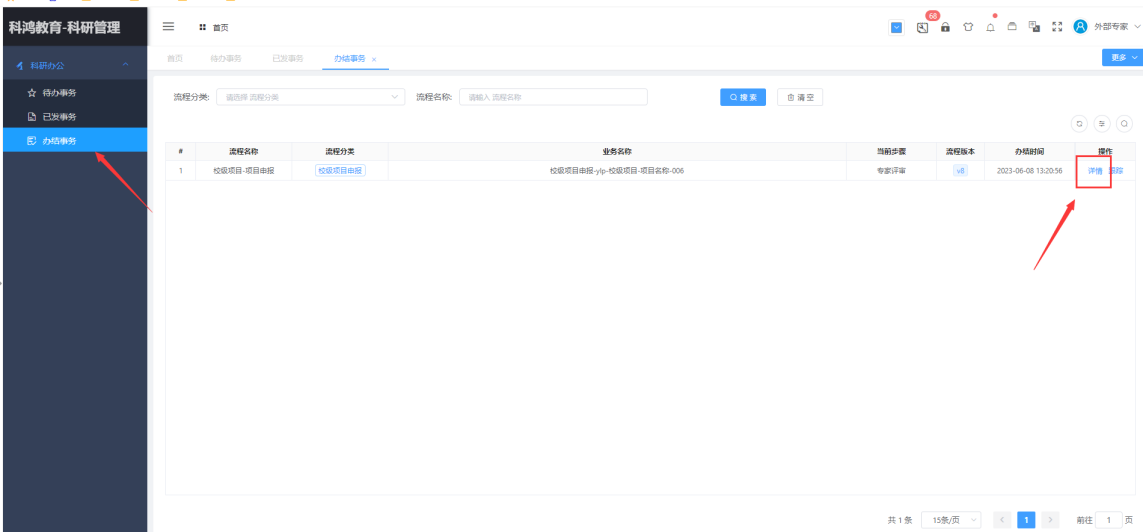 科鸿教育-科研管理
首页
68
外部专家
科研办公
首页 待办事务 已发事务 办结事务 ×
更多
待办事务
已发事务
办结事务
流程分类: 请选择 流程分类 流程名称: 请输入 流程名称 搜索 清空
# 流程名称 流程分类 业务名称 当前步骤 流程版本 办结时间 操作
1 校级项目-项目申报 校级项目申报 校级项目申报-ylp-校级项目-项目名称-006 专家评审 v8 2023-06-08 13:20:56 详情 跟踪
共 1 条 15条/页 < 1 > 前往 1 页